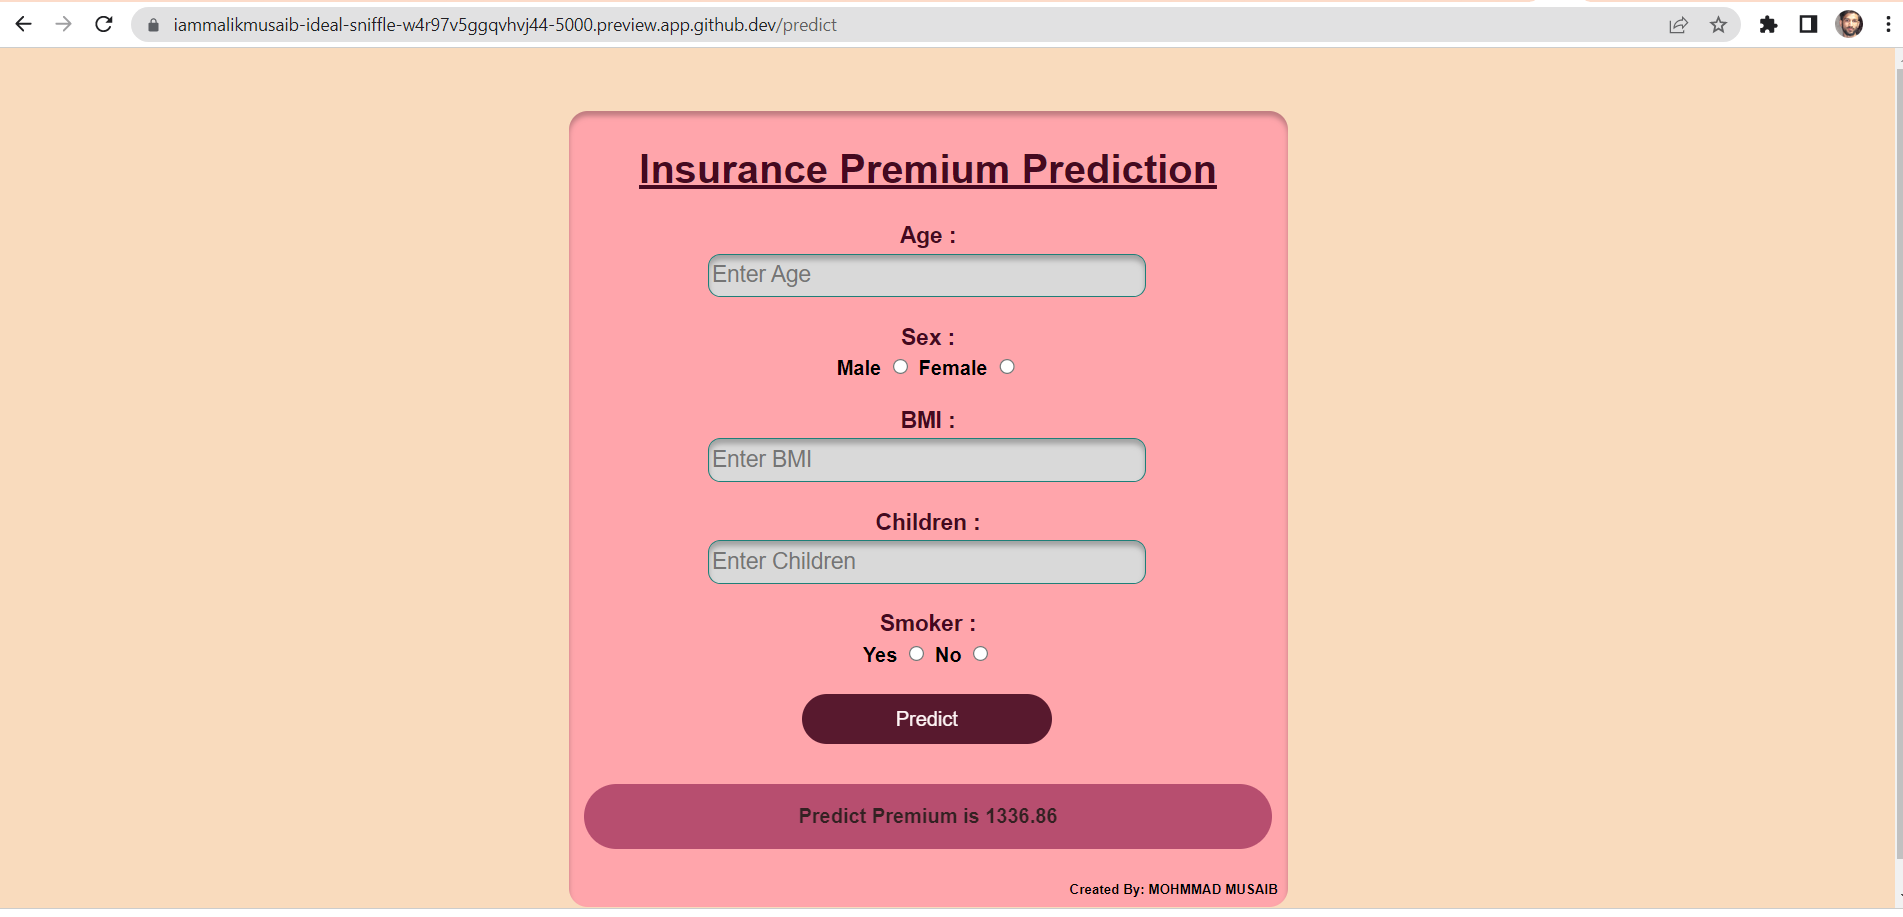 iammalikmusaib-ideal-sniffle-w4r97v5ggqvhvj44-5000.preview.app.github.dev/predict
Insurance Premium Prediction
Age :
Enter Age
Sex :
Male Female
BMI :
Enter BMI
Children :
Enter Children
Smoker :
Yes No
Predict
Predict Premium is 1336.86
Created By: MOHMMAD MUSAIB